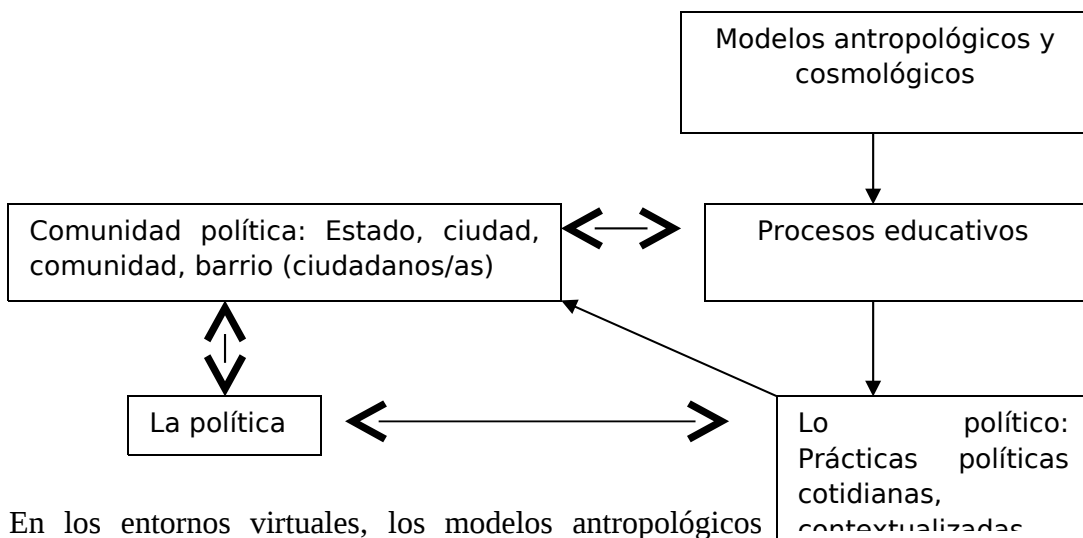 Modelos antropológicos y
cosmológicos
Comunidad política: Estado, ciudad,
comunidad, barrio (ciudadanos/as)
Procesos educativos
La política
Lo político:
Prácticas políticas
cotidianas,
contextualizadas
En los entornos virtuales, los modelos antropológicos